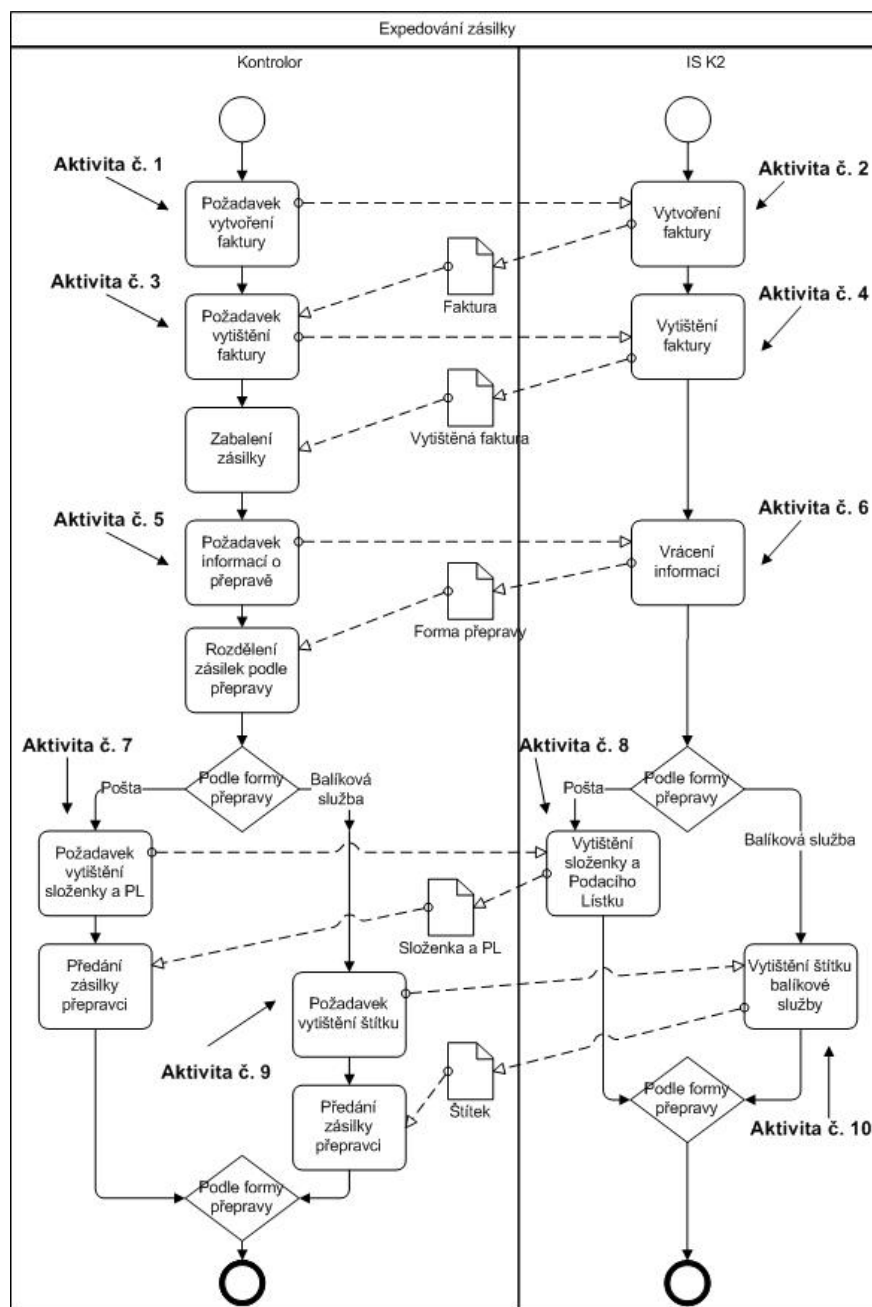 Expedování zásilky
Kontrolor
IS K2
Aktivita č. 1
Požadavek
vytvoření
faktury
Aktivita č. 2
Vytvoření
faktury
Faktura
Aktivita č. 3
Požadavek
vytištění
faktury
Aktivita č. 4
Vytištění
faktury
Vytištěná faktura
Zabalení
zásilky
Aktivita č. 5
Požadavek
informací o
přepravě
Aktivita č. 6
Vrácení
informací
Forma přepravy
Rozdělení
zásilek podle
přepravy
Aktivita č. 7
Pošta
Podle formy
přepravy
Balíková
služba
Aktivita č. 8
Pošta
Podle formy
přepravy
Balíková služba
Požadavek
vytištění
složenky a PL
Vytištění
složenky a
Podacího
Lístku
Složenka a PL
Předání
zásilky
přepravci
Požadavek
vytištění štítku
Vytištění štítku
balíkové
služby
Aktivita č. 9
Štítek
Předání
zásilky
přepravci
Podle formy
přepravy
Aktivita č. 10
Podle formy
přepravy